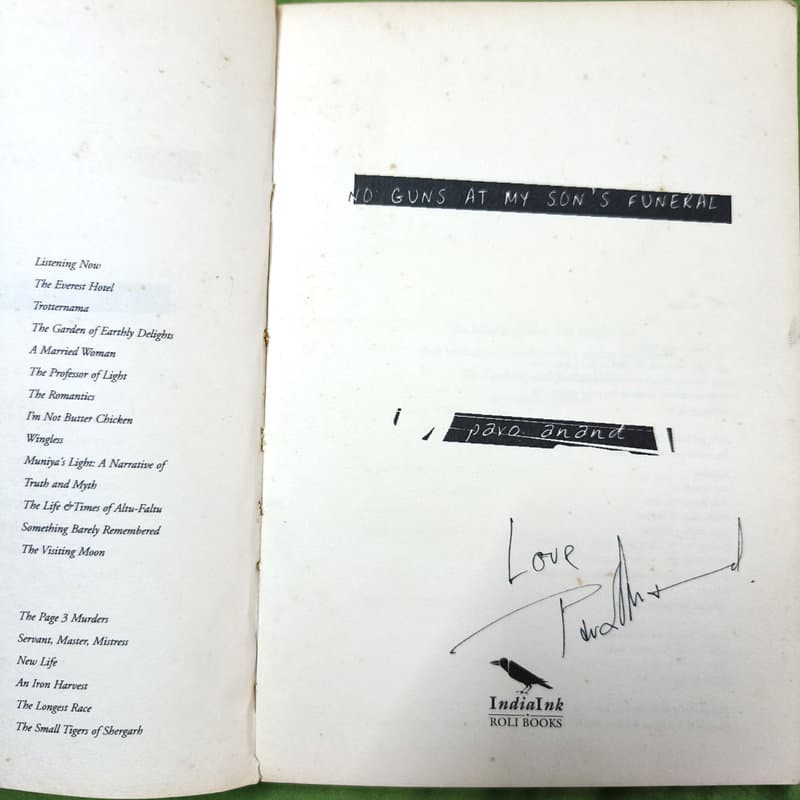 Listening Now
The Everest Hotel
Trotternama
The Garden of Earthly Delights
A Married Woman
The Professor of Light
The Romantics
I'm Not Butter Chicken
Wingless
Muniya's Light: A Narrative of
Truth and Myth
The Life & Times of Altu-Faltu
Something Barely Remembered
The Visiting Moon
The Page 3 Murders
Servant, Master, Mistress
New Life
An Iron Harvest
The Longest Race
The Small Tigers of Shergarh
NO GUNS AT MY SON'S FUNERAL
paro anand
Love
Paro Anand.
IndiaInk
ROLI BOOKS